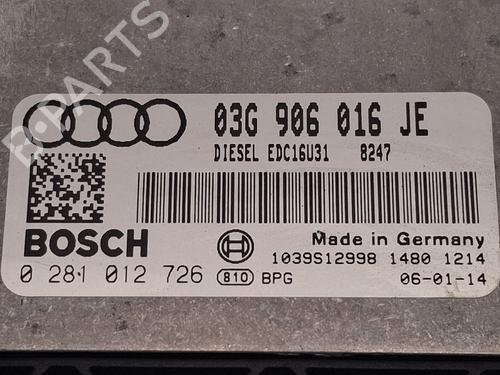 03G 906 016 JE
DIESEL EDC16U31 8247
BOSCH
Made in Germany
0 281 012 726
810
BPG
1039S12998 1480 1214
06-01-14
B-PARTS